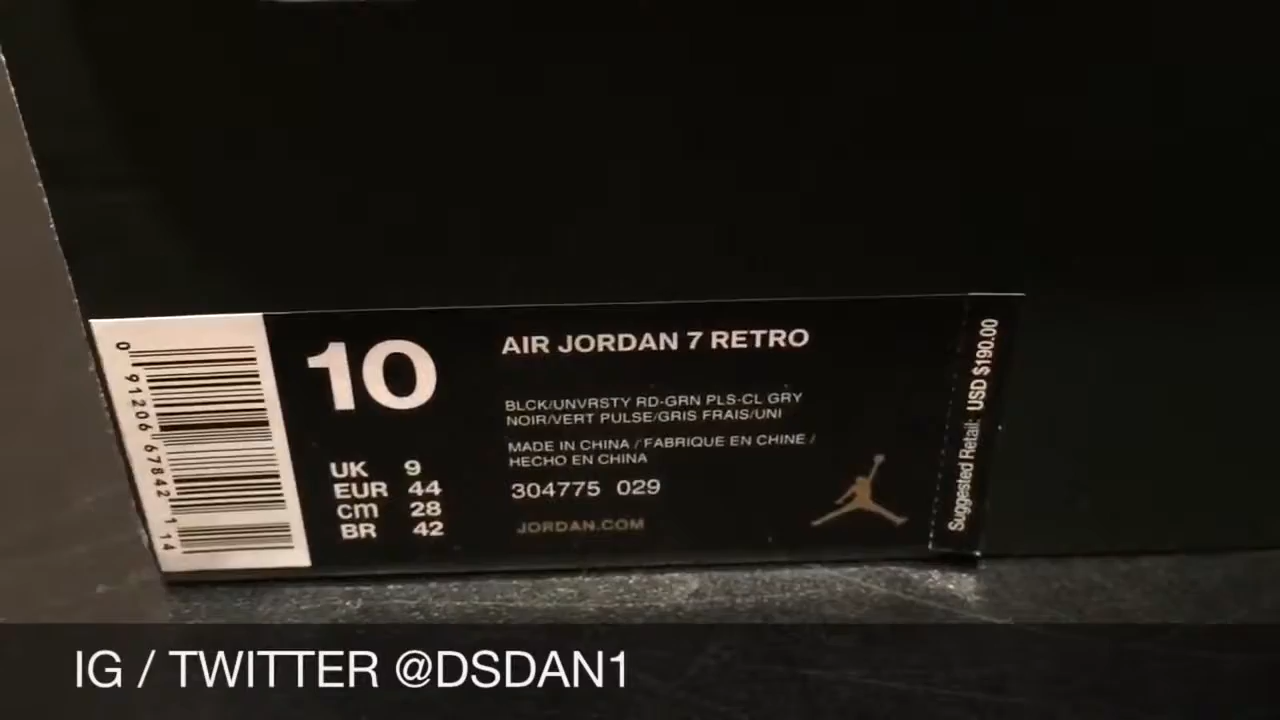 0 91206 67842 1 14
10
UK 9
EUR 44
cm 28
BR 42
AIR JORDAN 7 RETRO
BLCK/UNVRSTY RD-GRN PLS-CL GRY
NOIR/VERT PULSE/GRIS FRAIS/UNI
MADE IN CHINA / FABRIQUE EN CHINE /
HECHO EN CHINA
304775 029
JORDAN.COM
Suggested Retail: USD $190.00
IG / TWITTER @DSDAN1